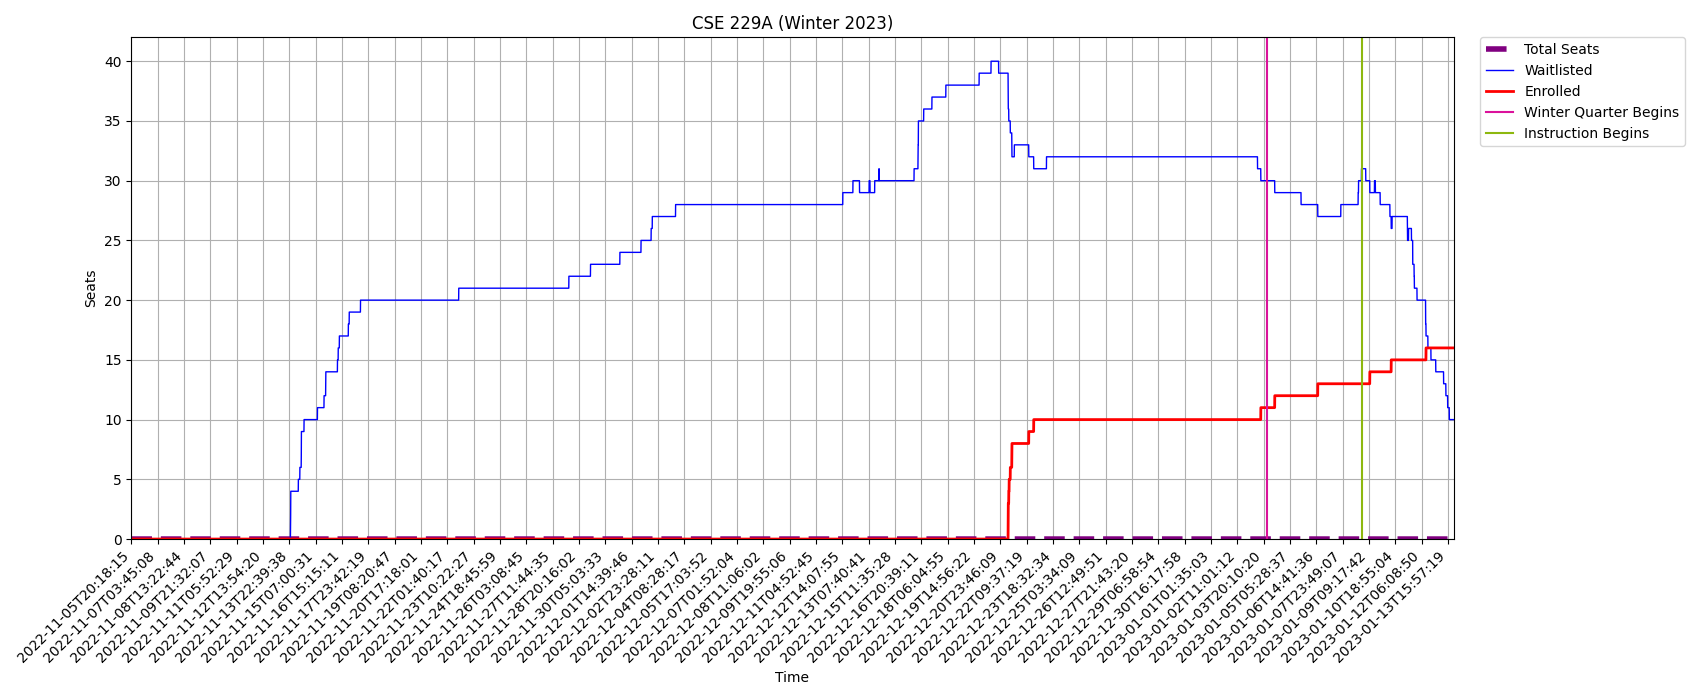 CSE 229A (Winter 2023)
Total Seats
Waitlisted
Enrolled
Winter Quarter Begins
Instruction Begins
Seats
40
35
30
25
20
15
10
5
0
2022-11-05T20:18:15
2022-11-07T03:45:08
2022-11-08T13:22:44
2022-11-09T21:32:07
2022-11-11T05:52:29
2022-11-12T13:54:20
2022-11-13T22:39:38
2022-11-15T07:00:31
2022-11-16T15:15:11
2022-11-17T23:42:19
2022-11-19T08:20:47
2022-11-20T17:18:01
2022-11-22T01:40:17
2022-11-23T10:22:27
2022-11-24T18:45:59
2022-11-26T03:08:45
2022-11-27T11:44:35
2022-11-28T20:16:02
2022-11-30T05:03:33
2022-12-01T14:39:46
2022-12-02T23:28:11
2022-12-04T08:28:17
2022-12-05T17:03:52
2022-12-07T01:52:04
2022-12-08T11:06:02
2022-12-09T19:55:06
2022-12-11T04:52:45
2022-12-12T14:07:55
2022-12-13T07:40:41
2022-12-15T11:35:28
2022-12-16T20:39:11
2022-12-18T06:04:55
2022-12-19T14:56:22
2022-12-20T23:46:09
2022-12-22T09:37:19
2022-12-23T18:32:34
2022-12-25T03:34:09
2022-12-26T12:49:51
2022-12-27T21:43:20
2022-12-29T06:58:54
2022-12-30T16:17:58
2023-01-01T01:35:03
2023-01-02T11:01:12
2023-01-03T20:10:20
2023-01-05T05:28:37
2023-01-06T14:41:36
2023-01-07T23:49:07
2023-01-09T09:17:42
2023-01-10T18:55:04
2023-01-12T06:08:50
2023-01-13T15:57:19
Time